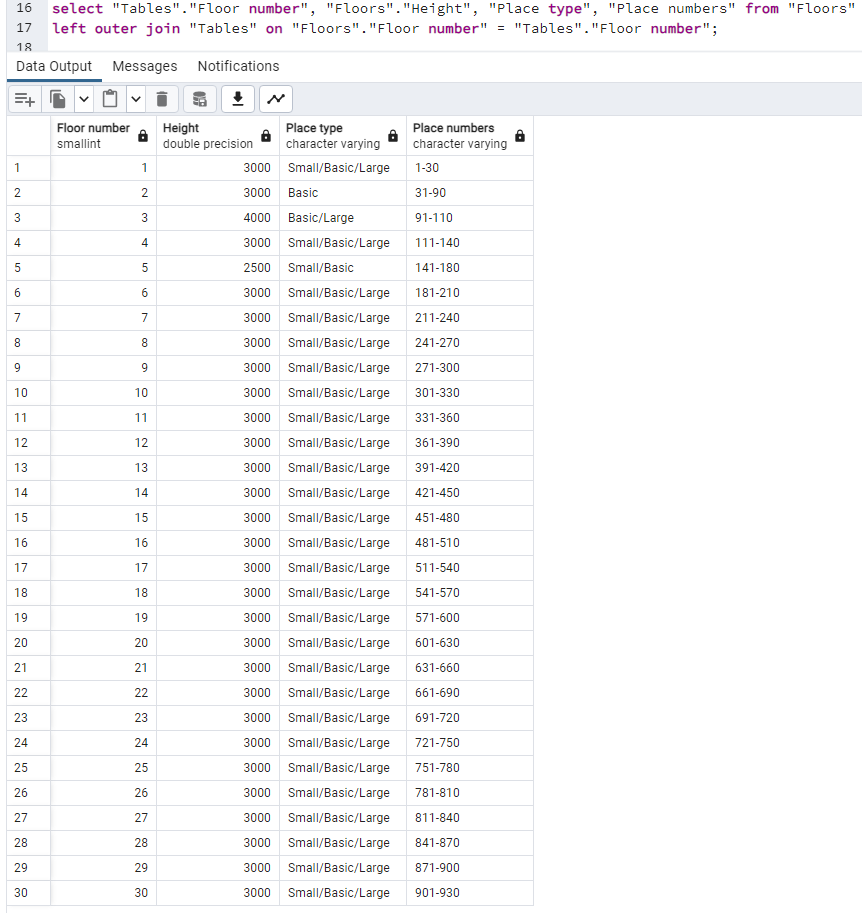 16 select "Tables"."Floor number", "Floors"."Height", "Place type", "Place numbers" from "Floors"
17 left outer join "Tables" on "Floors"."Floor number" = "Tables"."Floor number";
18
Data Output Messages Notifications
Floor number Height Place type Place numbers
smallint double precision character varying character varying
1 1 3000 Small/Basic/Large 1-30
2 2 3000 Basic 31-90
3 3 4000 Basic/Large 91-110
4 4 3000 Small/Basic/Large 111-140
5 5 2500 Small/Basic 141-180
6 6 3000 Small/Basic/Large 181-210
7 7 3000 Small/Basic/Large 211-240
8 8 3000 Small/Basic/Large 241-270
9 9 3000 Small/Basic/Large 271-300
10 10 3000 Small/Basic/Large 301-330
11 11 3000 Small/Basic/Large 331-360
12 12 3000 Small/Basic/Large 361-390
13 13 3000 Small/Basic/Large 391-420
14 14 3000 Small/Basic/Large 421-450
15 15 3000 Small/Basic/Large 451-480
16 16 3000 Small/Basic/Large 481-510
17 17 3000 Small/Basic/Large 511-540
18 18 3000 Small/Basic/Large 541-570
19 19 3000 Small/Basic/Large 571-600
20 20 3000 Small/Basic/Large 601-630
21 21 3000 Small/Basic/Large 631-660
22 22 3000 Small/Basic/Large 661-690
23 23 3000 Small/Basic/Large 691-720
24 24 3000 Small/Basic/Large 721-750
25 25 3000 Small/Basic/Large 751-780
26 26 3000 Small/Basic/Large 781-810
27 27 3000 Small/Basic/Large 811-840
28 28 3000 Small/Basic/Large 841-870
29 29 3000 Small/Basic/Large 871-900
30 30 3000 Small/Basic/Large 901-930